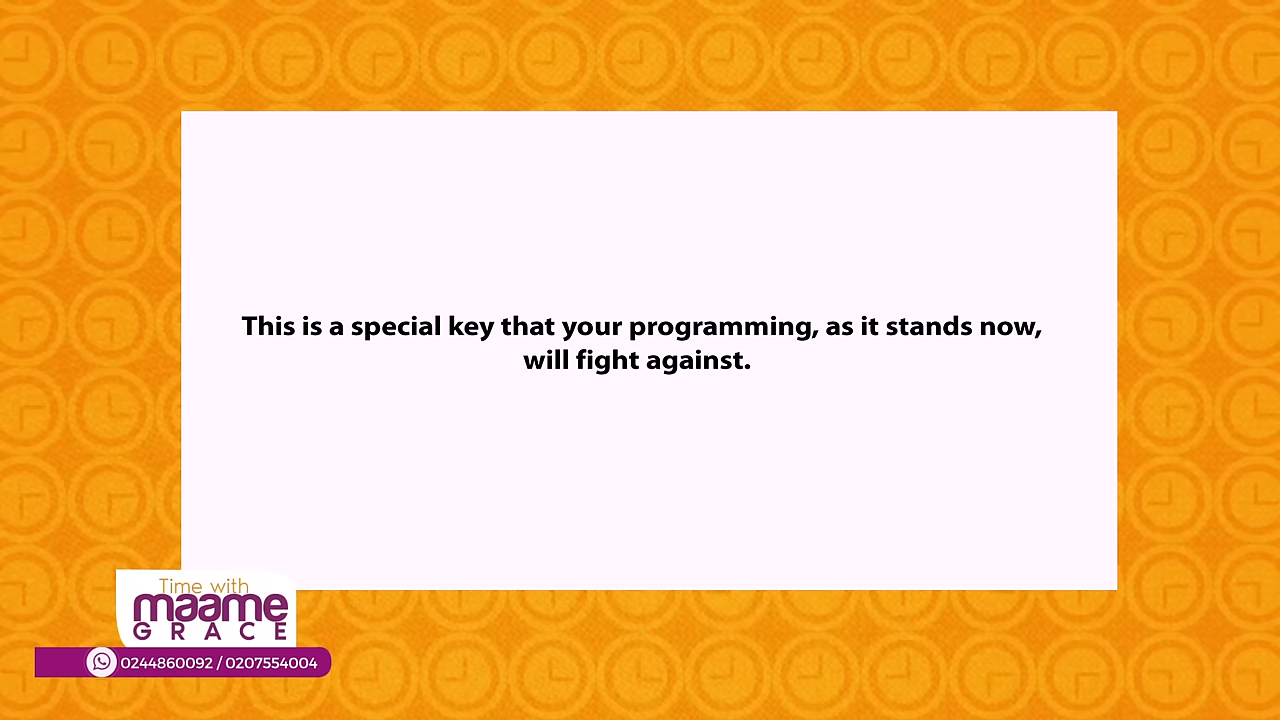 This is a special key that your programming, as it stands now,
will fight against.
Time with
maame
GRACE
0244860092 / 0207554004